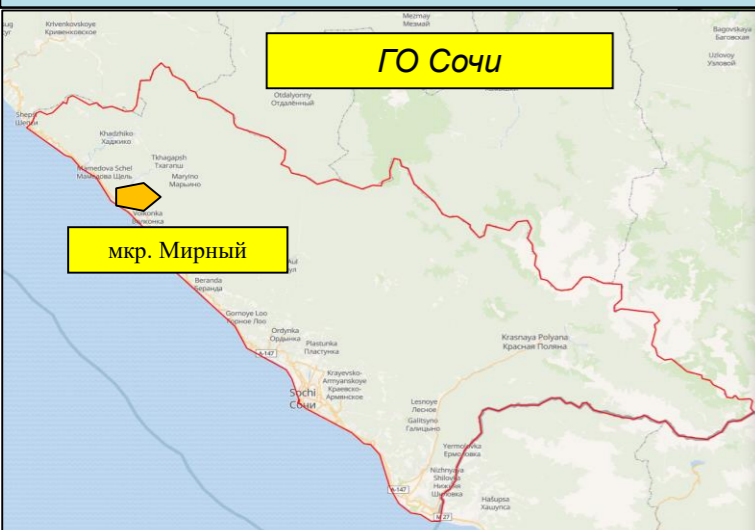 Krivenkovskoye
Кривенковское
Mezmay
Мезмай
Bagovskaya
Баговская
Uzlovoy
Узловой
ГО Сочи
Otdalyonny
Отдалённый
Shepsi
Шепси
Khadzhiko
Хаджико
Tkhagapsh
Тхагапш
Mamedova Schel
Мамедова Щель
Maryino
Марьино
Volkonka
Волконка
мкр. Мирный
Beranda
Беранда
Gornoye Loo
Горное Лоо
Ordynka
Ордынка
Plastunka
Пластунка
A-147
Krasnaya Polyana
Красная Поляна
Krayevsko-
Armyanskoye
Краевско-
Армянское
Sochi
Сочи
Lesnoye
Лесное
Galitsyno
Галицыно
Yermolovka
Ермоловка
Nizhnyaya
Shilovka
Нижняя
Шиловка
A-147
Хашупса